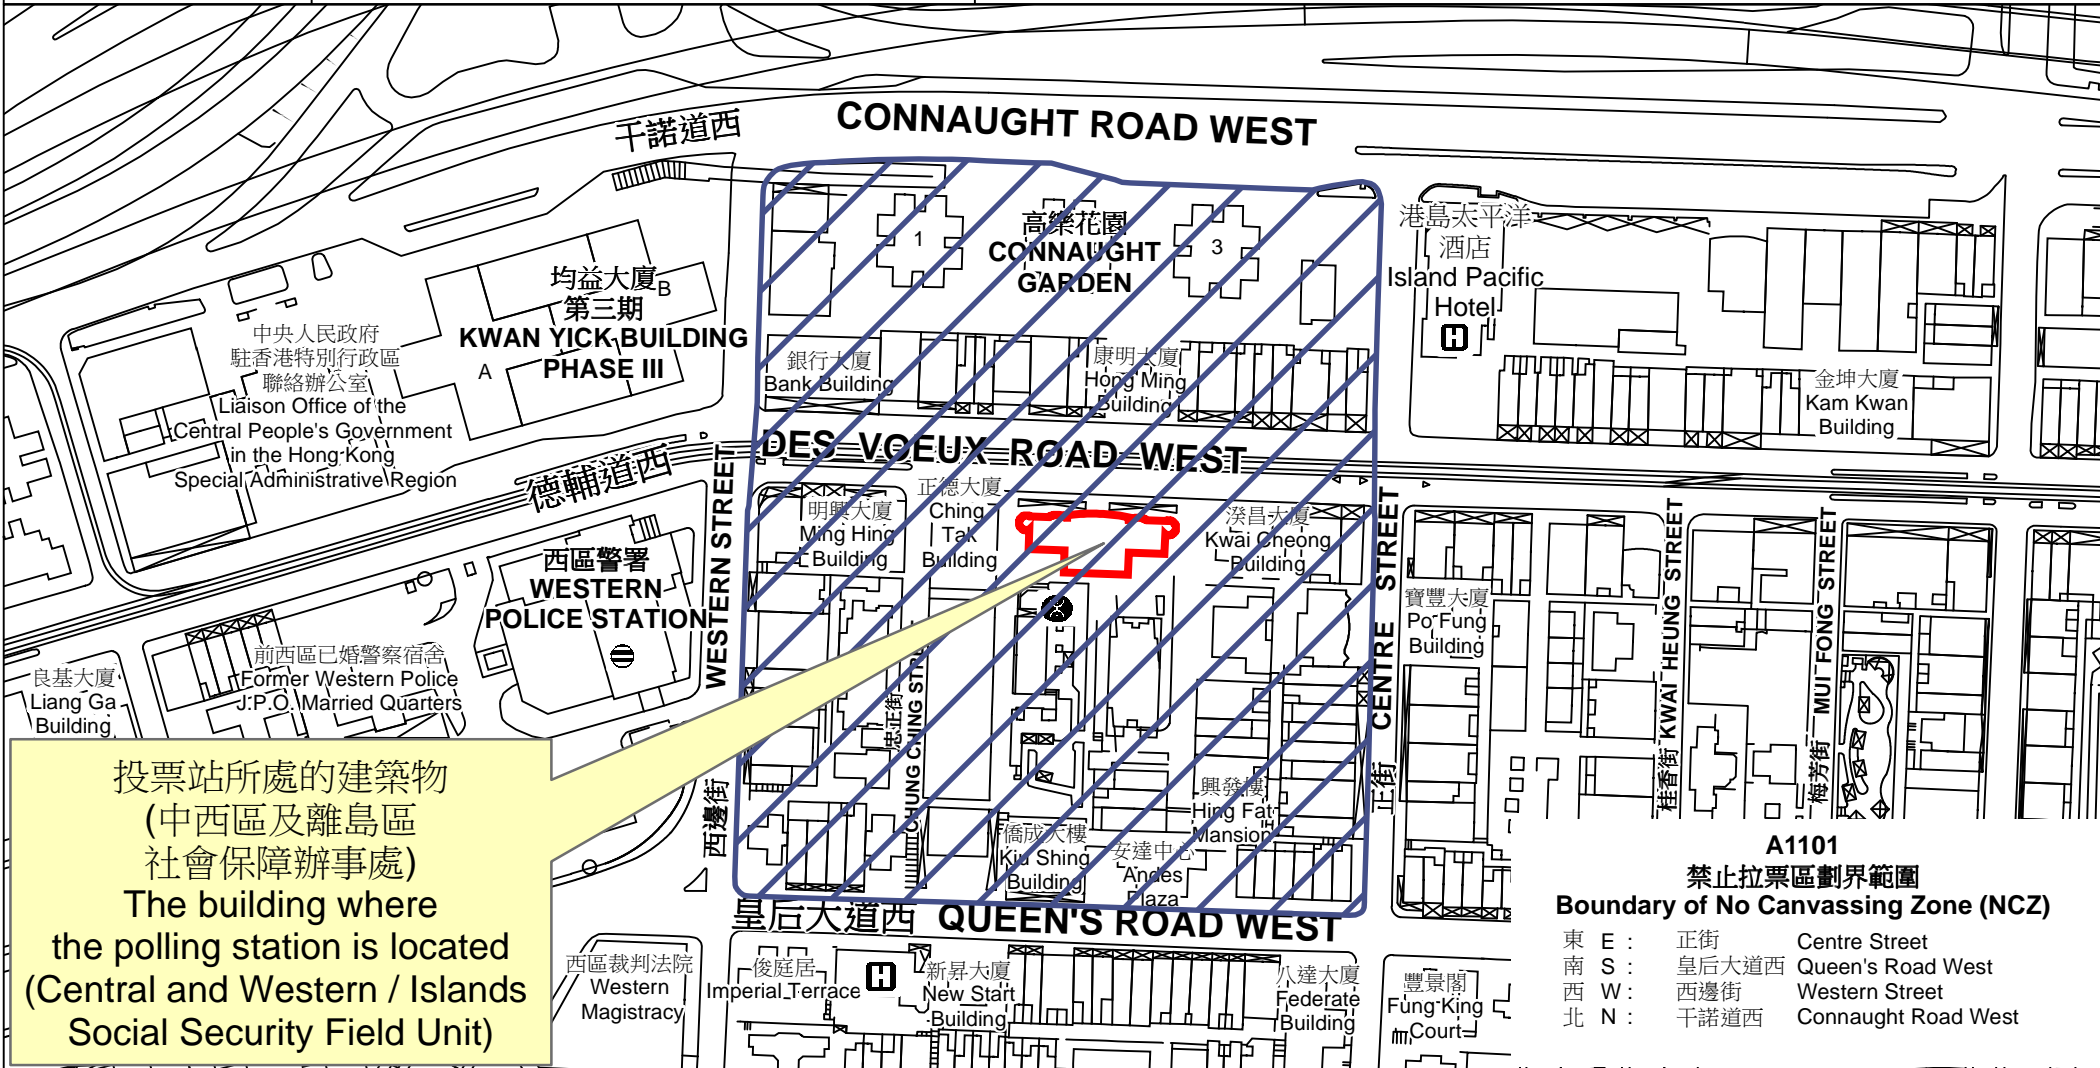 干諾道西
CONNAUGHT ROAD WEST
高樂花園
CONNAUGHT
GARDEN
1
3
港島太平洋
酒店
Island Pacific
Hotel
H
均益大廈
第三期
KWAN YICK BUILDING
PHASE III
A
B
中央人民政府
駐香港特別行政區
聯絡辦公室
Liaison Office of the
Central People's Government
in the Hong Kong
Special Administrative Region
銀行大廈
Bank Building
康明大廈
Hong Ming
Building
金坤大廈
Kam Kwan
Building
德輔道西
DES VOEUX ROAD WEST
WESTERN STREET
西邊街
明興大廈
Ming Hing
Building
正德大廈
Ching
Tak
Building
湀昌大廈
Kwai Cheong
Building
CENTRE STREET
正街
西區警署
WESTERN
POLICE STATION
寶豐大廈
Po Fung
Building
KWAI HEUNG STREET
桂香街
MUI FONG STREET
梅芳街
良基大廈
Liang Ga
Building
前西區已婚警察宿舍
Former Western Police
J.P.O. Married Quarters
忠正街
CHUNG CHING STREET
興發樓
Hing Fat
Mansion
僑成大樓
Kiu Shing
Building
安達中心
Andes
Plaza
皇后大道西
QUEEN'S ROAD WEST
西區裁判法院
Western
Magistracy
俊庭居
Imperial Terrace
H
新昇大廈
New Start
Building
八達大廈
Federate
Building
豐景閣
Fung King
Court
投票站所處的建築物
(中西區及離島區
社會保障辦事處)
The building where
the polling station is located
(Central and Western / Islands
Social Security Field Unit)
A1101
禁止拉票區劃界範圍
Boundary of No Canvassing Zone (NCZ)
東 E : 正街 Centre Street
南 S : 皇后大道西 Queen's Road West
西 W : 西邊街 Western Street
北 N : 干諾道西 Connaught Road West